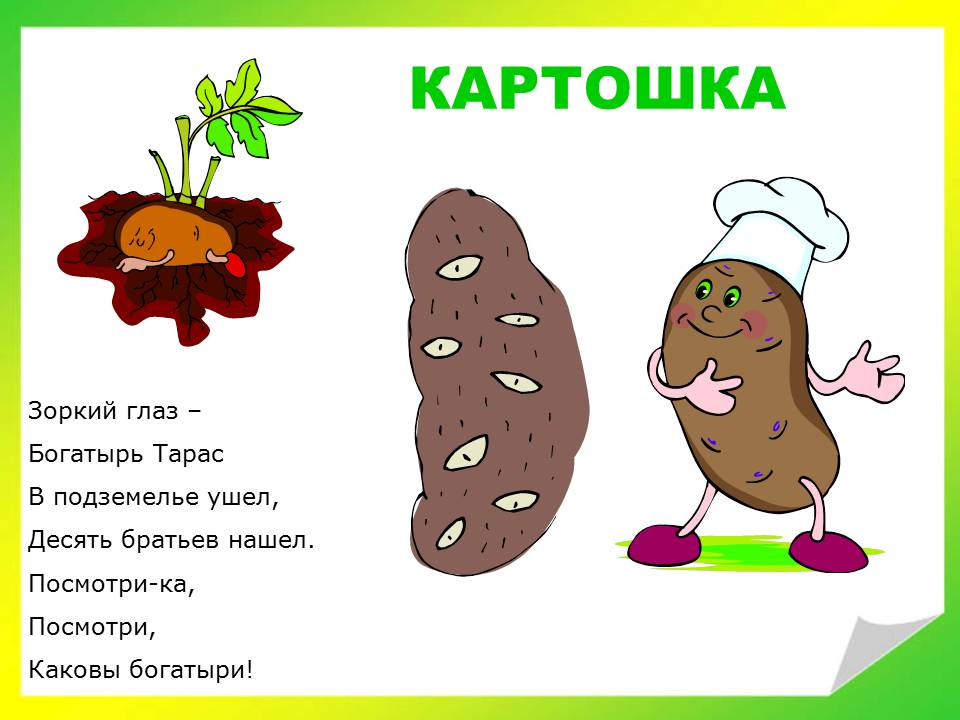 КАРТОШКА
Зоркий глаз –
Богатырь Тарас
В подземелье ушел,
Десять братьев нашел.
Посмотри-ка,
Посмотри,
Каковы богатыри!